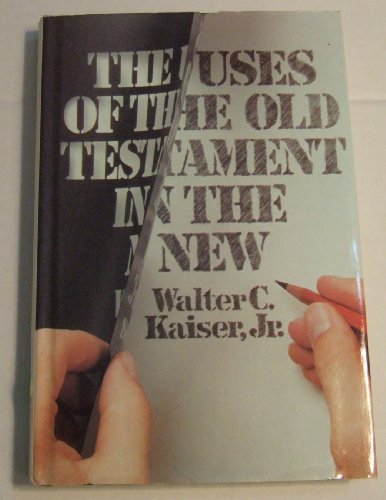 THE USES
OF THE OLD
TESTAMENT
IN THE
NEW
Walter C.
Kaiser, Jr.